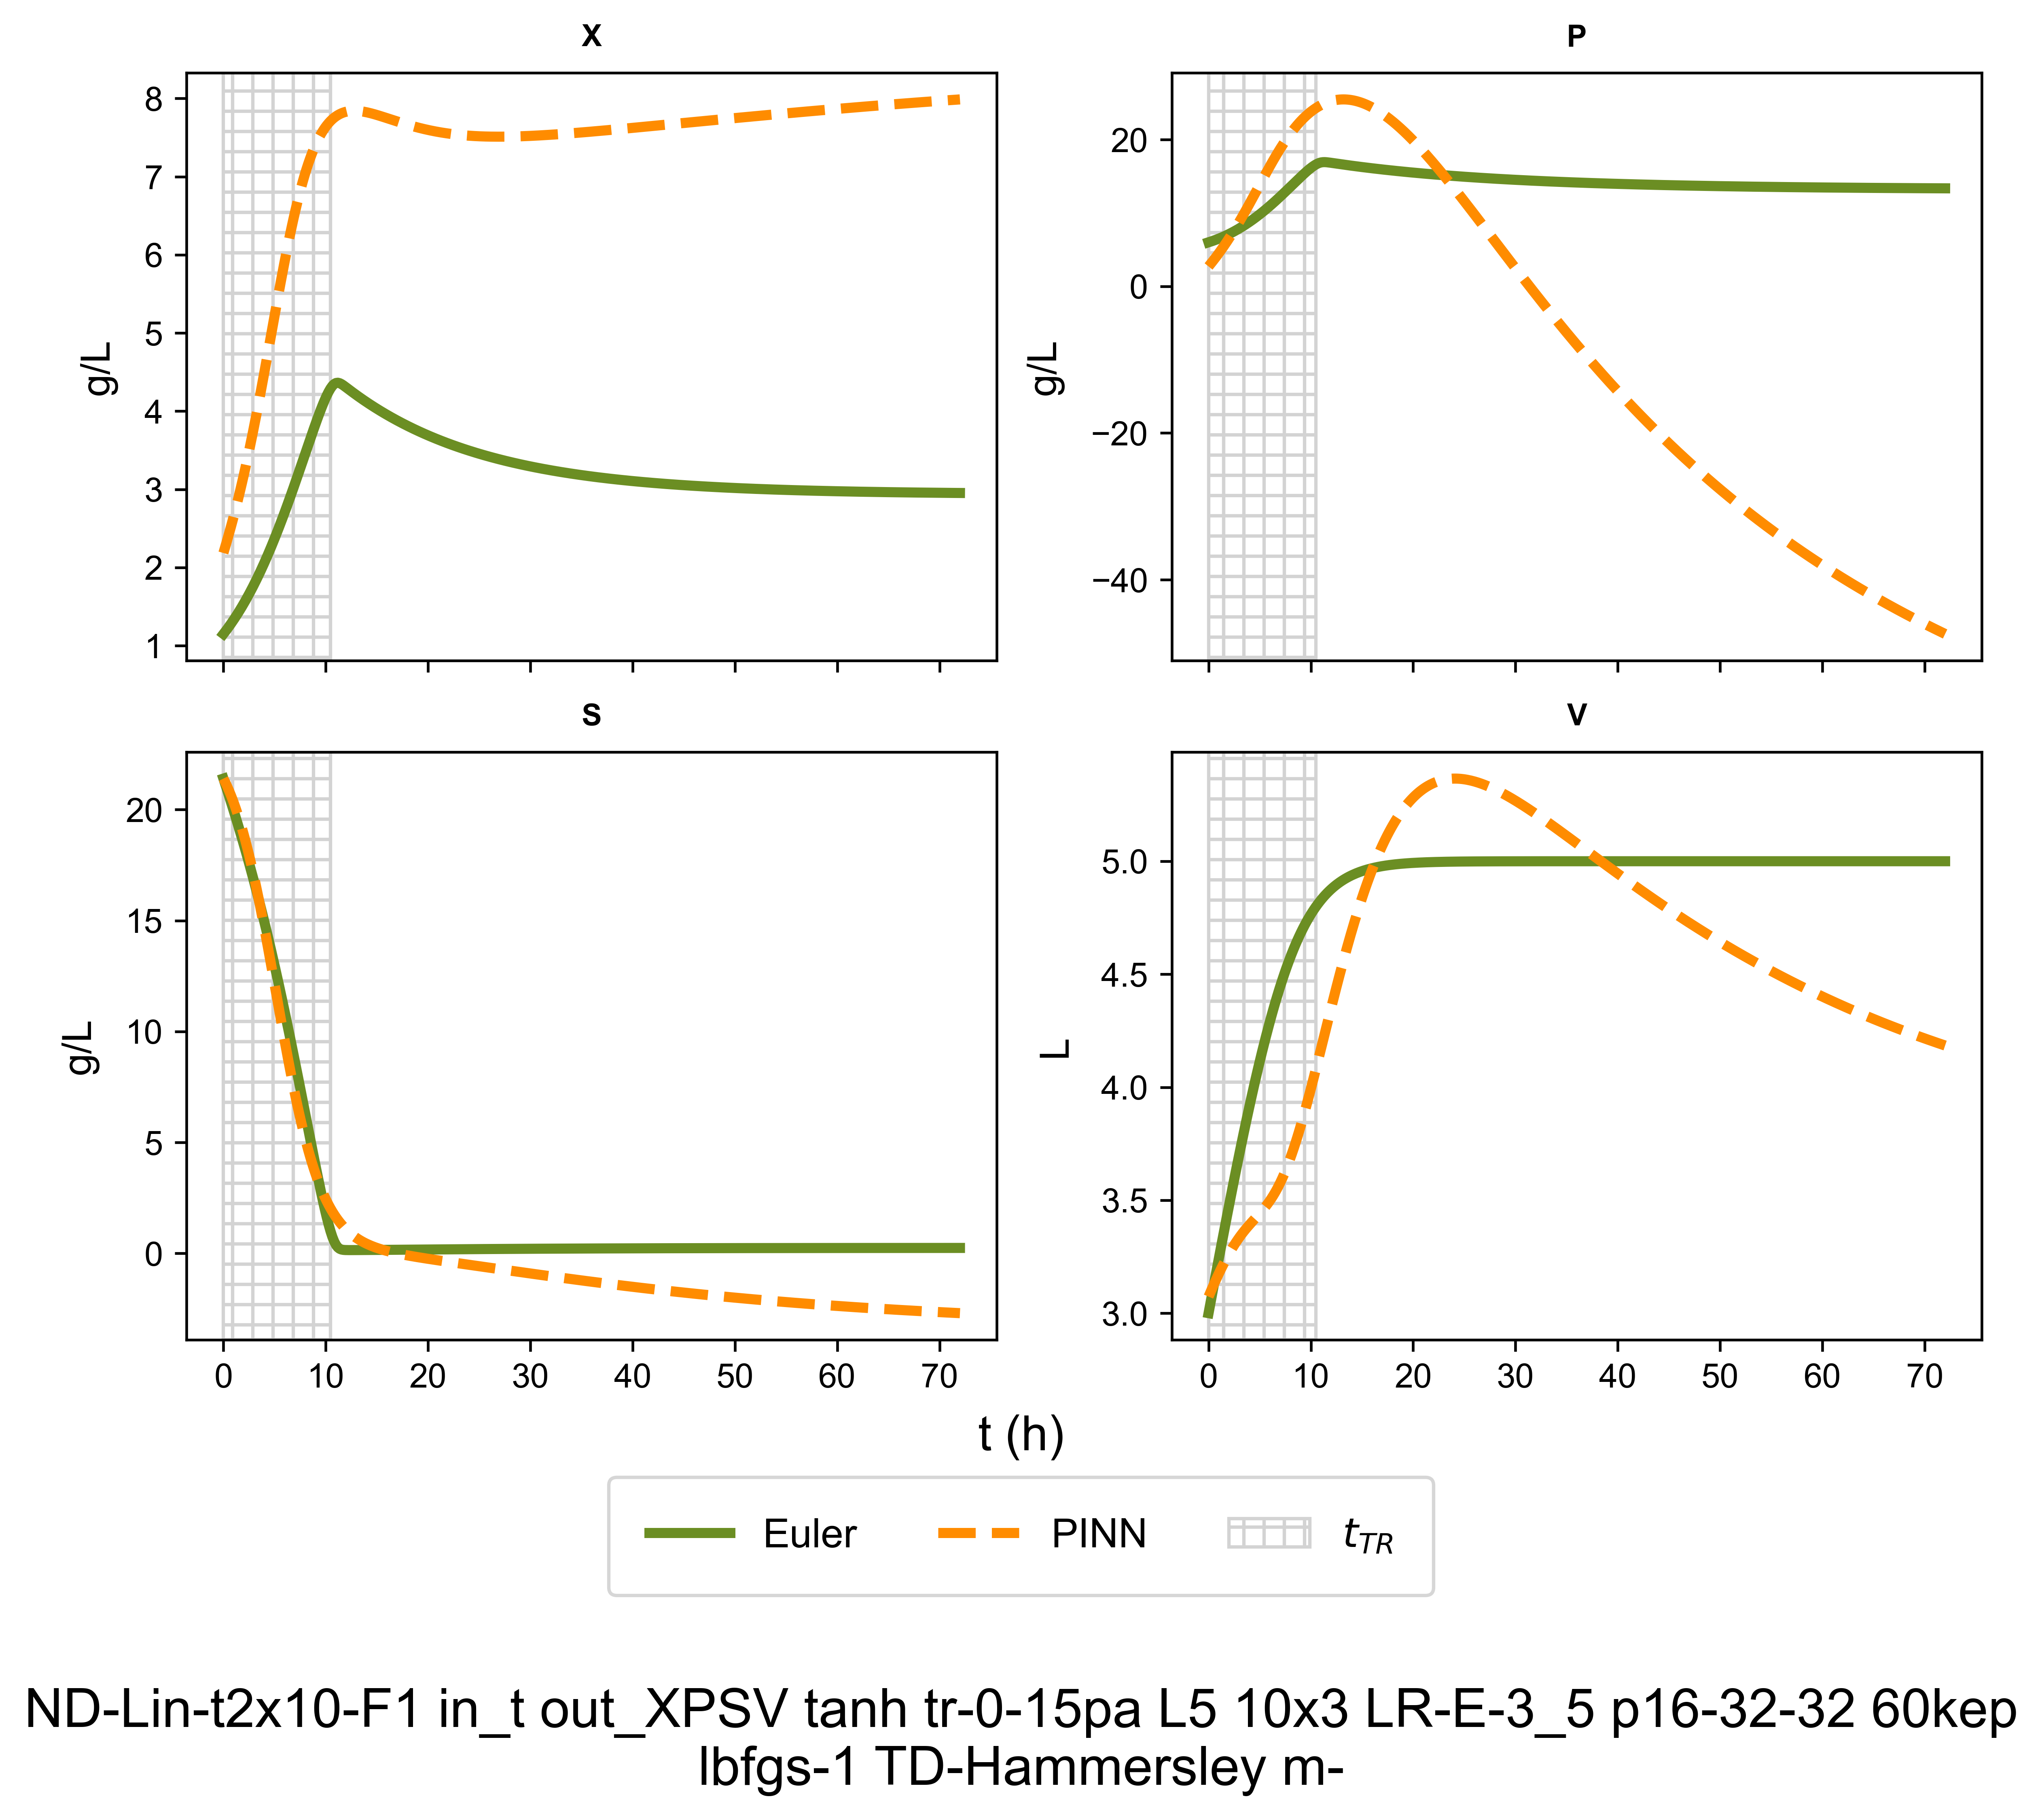 X
P
8
7
6
5
4
3
2
1
g/L
20
0
−20
−40
g/L
S
V
20
15
10
5
0
g/L
5.0
4.5
4.0
3.5
3.0
L
0 10 20 30 40 50 60 70
0 10 20 30 40 50 60 70
t (h)
Euler PINN t_TR
ND-Lin-t2x10-F1 in_t out_XPSV tanh tr-0-15pa L5 10x3 LR-E-3_5 p16-32-32 60kep
lbfgs-1 TD-Hammersley m-